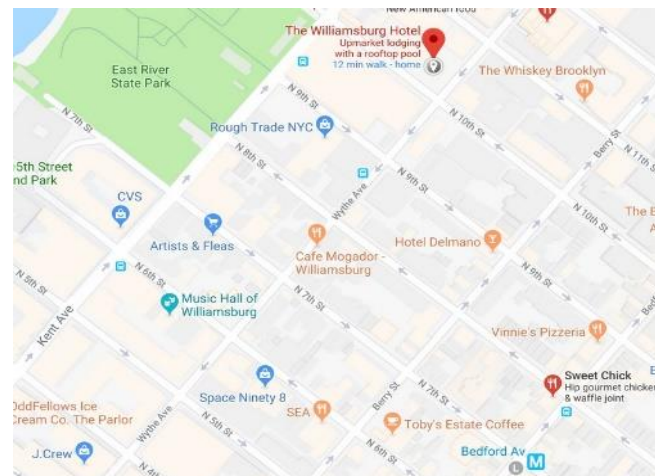 New American food
The Williamsburg Hotel
Upmarket lodging
with a rooftop pool
12 min walk - home
East River
State Park
The Whiskey Brooklyn
N 7th St
N 9th St
N 10th St
Berry St
N 11th St
Rough Trade NYC
N 8th St
5th Street
nd Park
CVS
Wythe Ave
N 9th St
N 10th St
The E
Artists & Fleas
Cafe Mogador -
Williamsburg
Hotel Delmano
N 5th St
N 6th St
N 9th St
Music Hall of
Williamsburg
N 7th St
Kent Ave
Vinnie's Pizzeria
Space Ninety 8
Sweet Chick
Hip gourmet chicken
& waffle joint
OddFellows Ice
Cream Co. The Parlor
Wythe Ave
N 5th St
SEA
Berry St
N 7th St
Toby's Estate Coffee
N 6th St
J.Crew
N 4th
Bedford Av
M
L